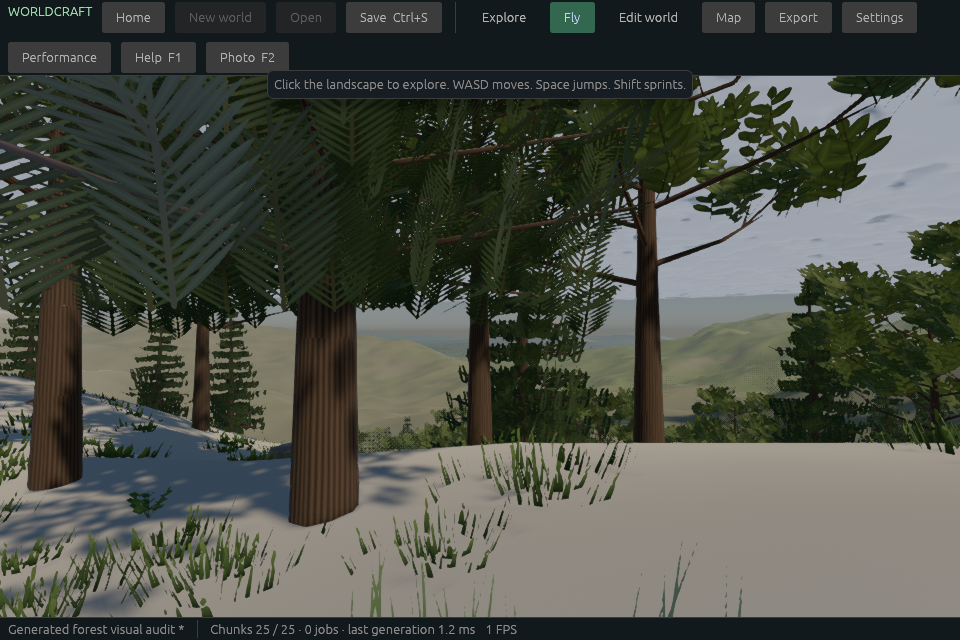 WORLDCRAFT Home New world Open Save Ctrl+S Explore Fly Edit world Map Export Settings
Performance Help F1 Photo F2
Click the landscape to explore. WASD moves. Space jumps. Shift sprints.
Generated forest visual audit * Chunks 25 / 25 · 0 jobs · last generation 1.2 ms 1 FPS